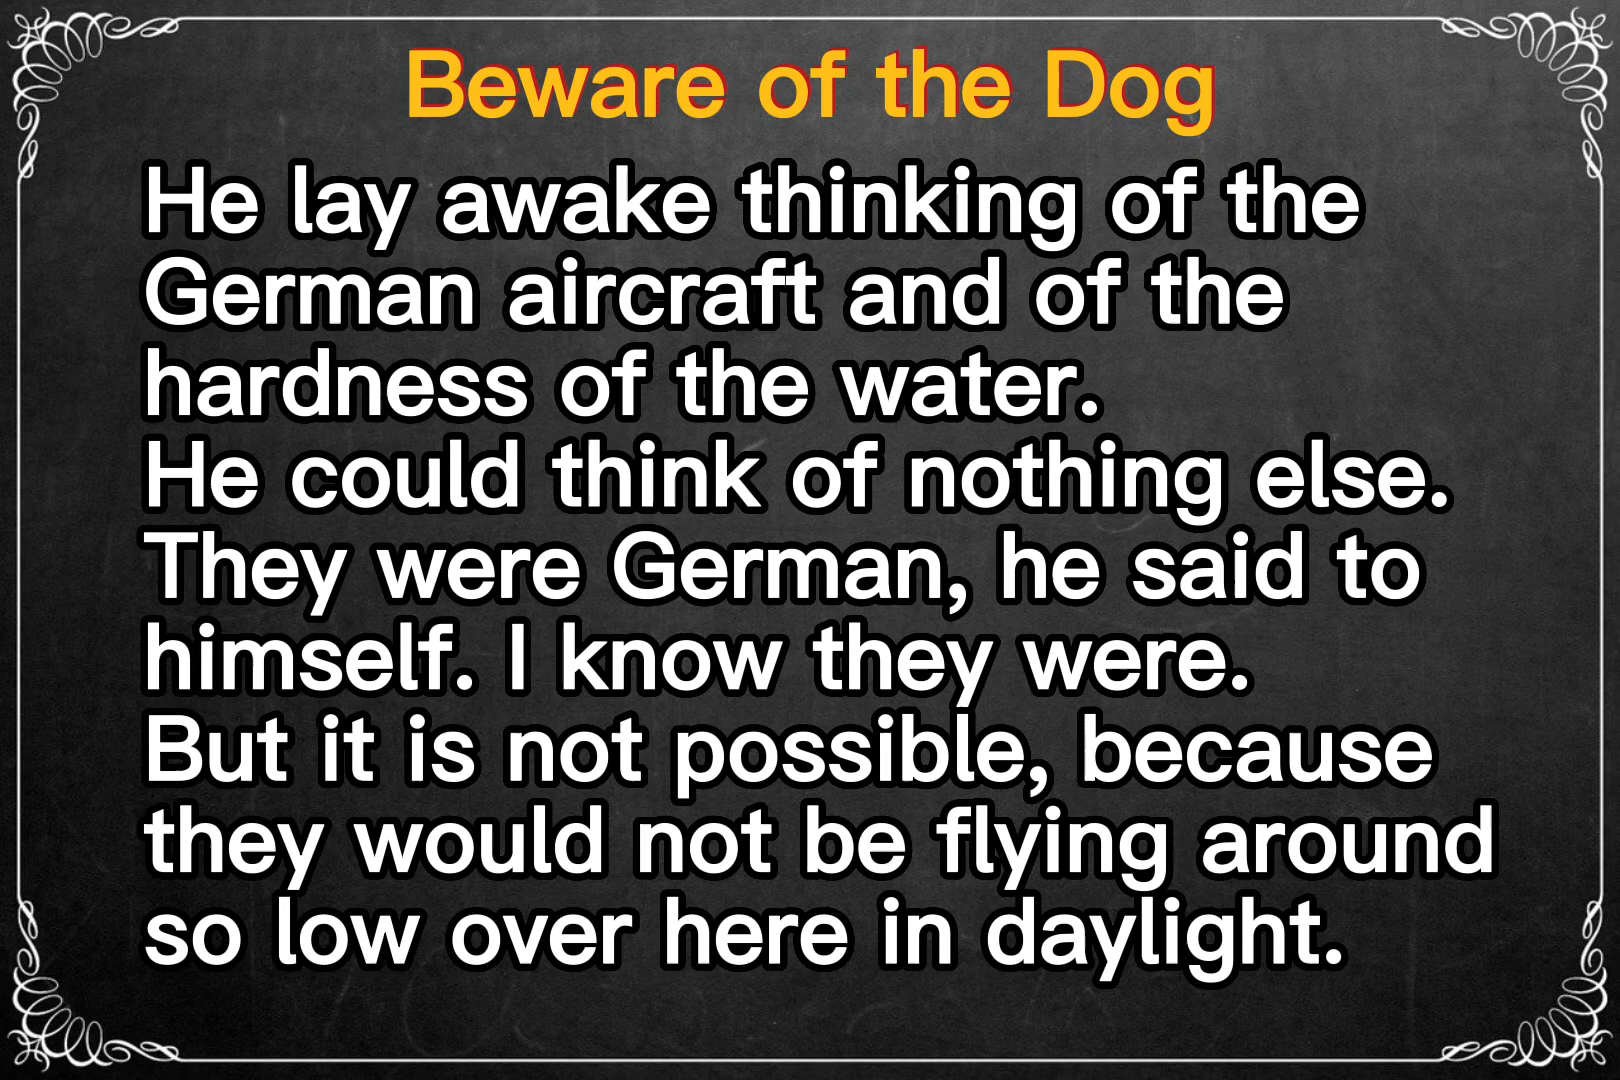 Beware of the Dog
He lay awake thinking of the
German aircraft and of the
hardness of the water.
He could think of nothing else.
They were German, he said to
himself. I know they were.
But it is not possible, because
they would not be flying around
so low over here in daylight.